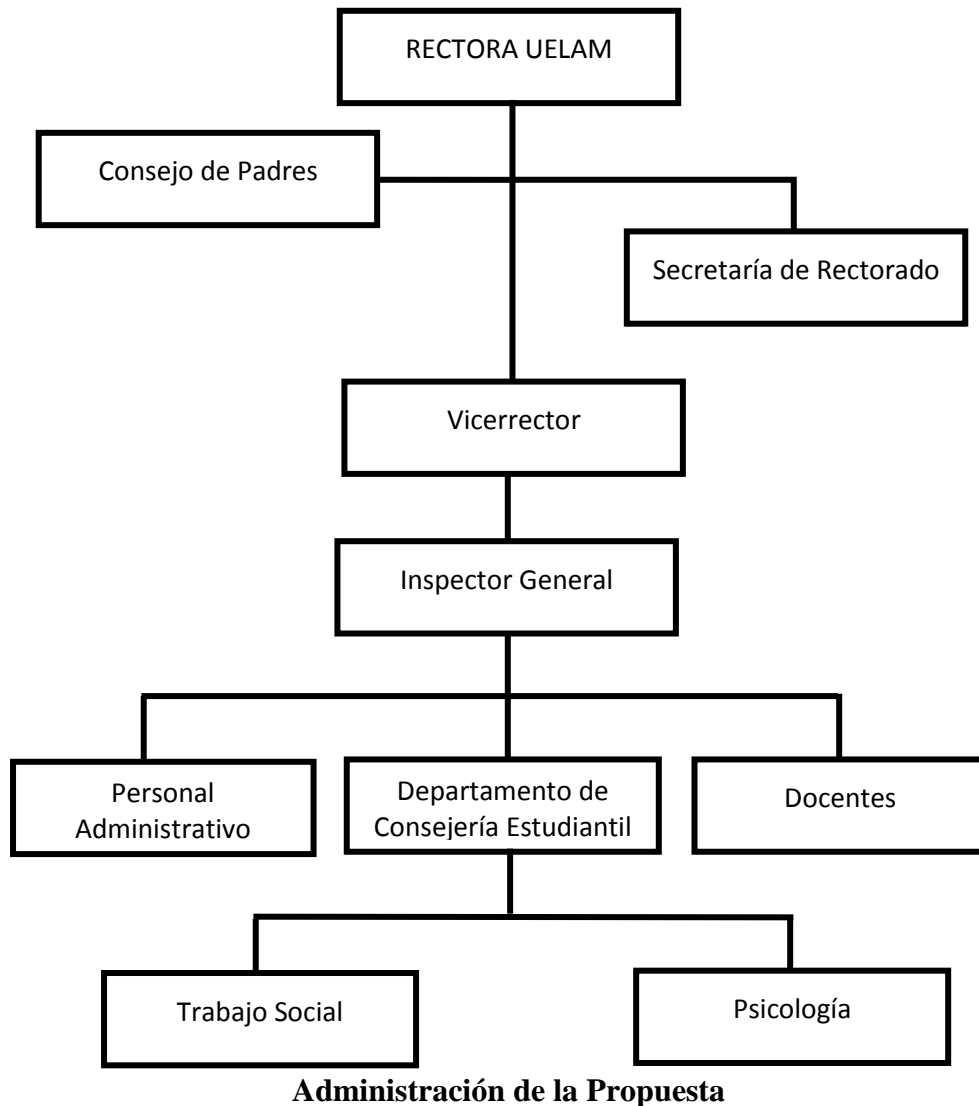 RECTORA UELAM
Consejo de Padres
Secretaría de Rectorado
Vicerrector
Inspector General
Personal
Administrativo
Departamento de
Consejería Estudiantil
Docentes
Trabajo Social
Psicología
Administración de la Propuesta